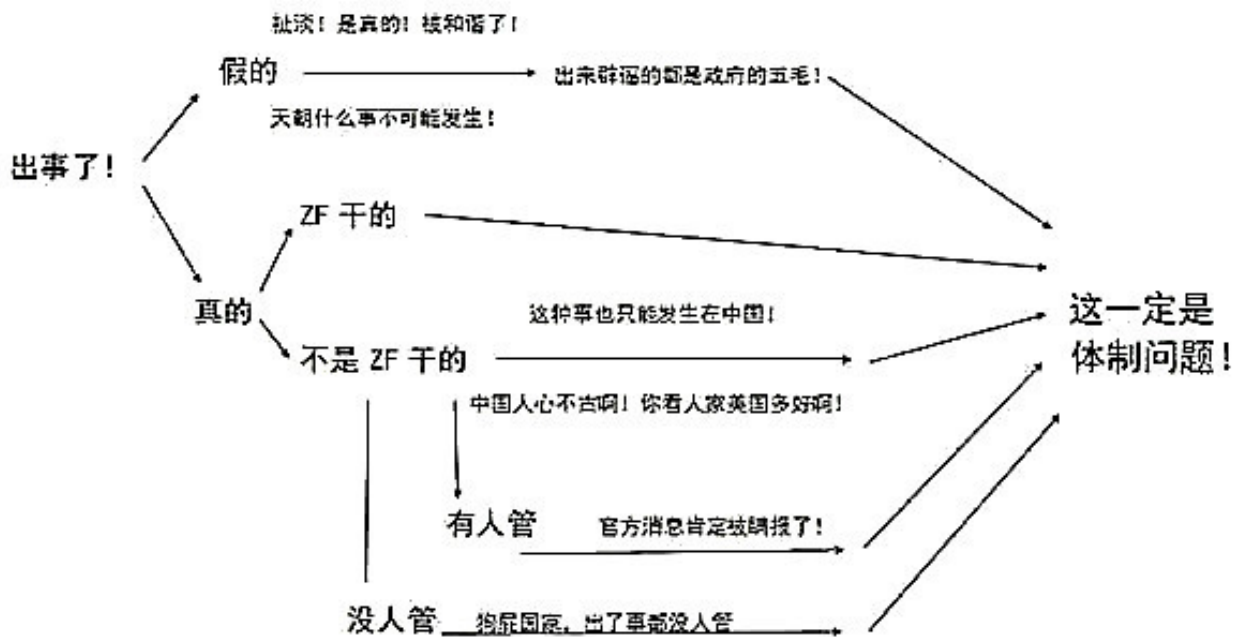 扯淡！是真的！被和谐了！
假的
出来辟谣的都是政府的五毛！
天朝什么事不可能发生！
出事了！
ZF 干的
真的
这种事也只能发生在中国！
这一定是
体制问题！
不是 ZF 干的
中国人心不古啊！你看人家美国多好啊！
有人管
官方消息肯定被瞒报了！
没人管
狗屁国家，出了事都没人管